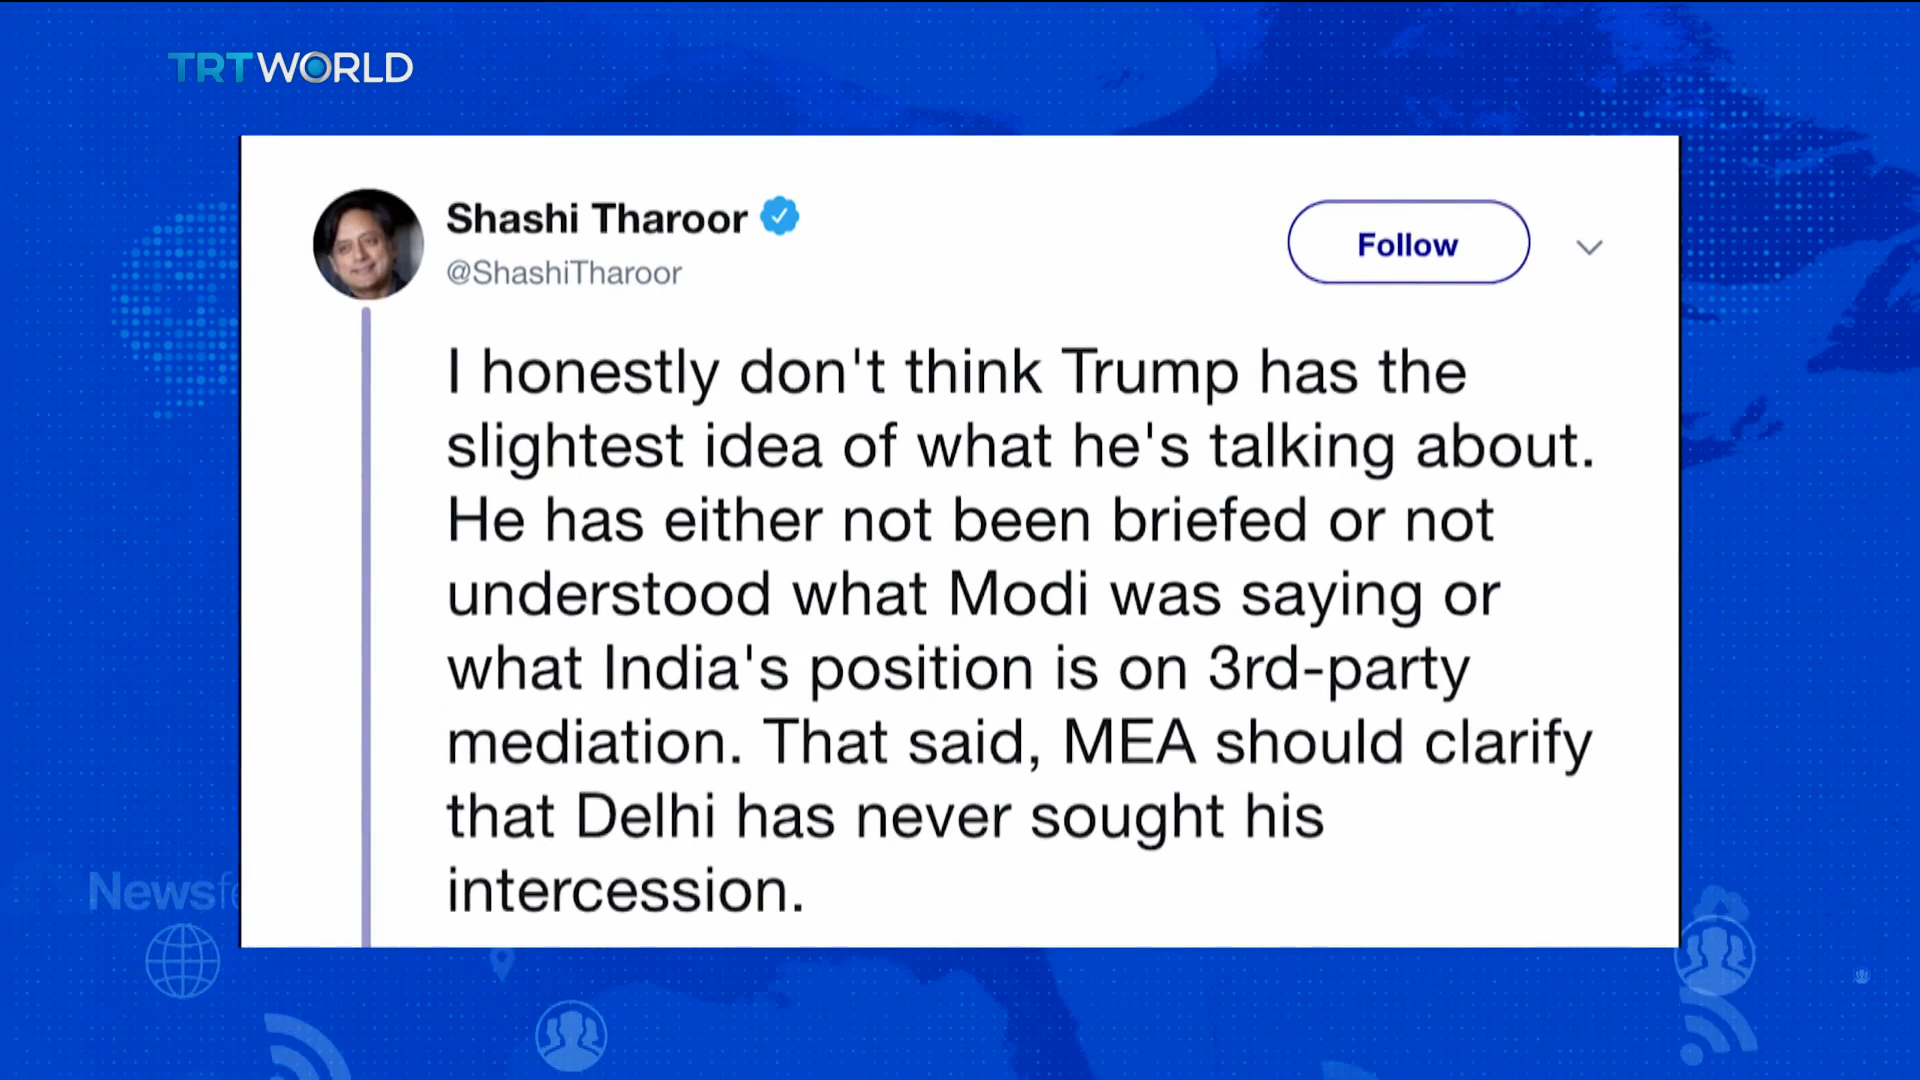 TRTWORLD
Shashi Tharoor
@ShashiTharoor
Follow
I honestly don't think Trump has the
slightest idea of what he's talking about.
He has either not been briefed or not
understood what Modi was saying or
what India's position is on 3rd-party
mediation. That said, MEA should clarify
that Delhi has never sought his
intercession.
Newsfe